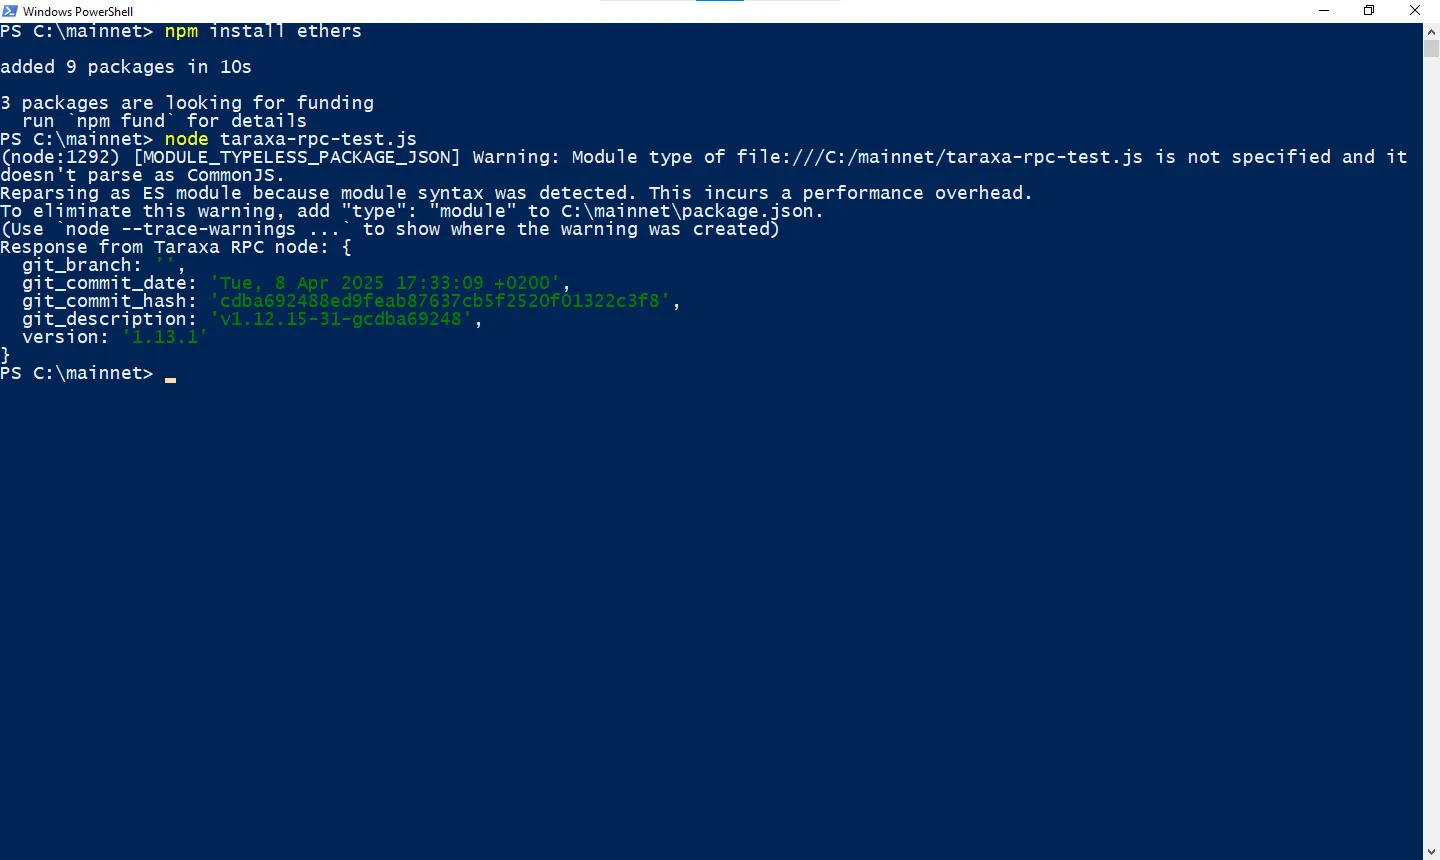 Windows PowerShell
PS C:\mainnet> npm install ethers
added 9 packages in 10s
3 packages are looking for funding
  run `npm fund` for details
PS C:\mainnet> node taraxa-rpc-test.js
(node:1292) [MODULE_TYPELESS_PACKAGE_JSON] Warning: Module type of file:///C:/mainnet/taraxa-rpc-test.js is not specified and it
doesn't parse as CommonJS.
Reparsing as ES module because module syntax was detected. This incurs a performance overhead.
To eliminate this warning, add "type": "module" to C:\mainnet\package.json.
(Use `node --trace-warnings ...` to show where the warning was created)
Response from Taraxa RPC node: {
  git_branch: '',
  git_commit_date: 'Tue, 8 Apr 2025 17:33:09 +0200',
  git_commit_hash: 'cdba692488ed9feab87637cb5f2520f01322c3f8',
  git_description: 'v1.12.15-31-gcdba69248',
  version: '1.13.1'
}
PS C:\mainnet>